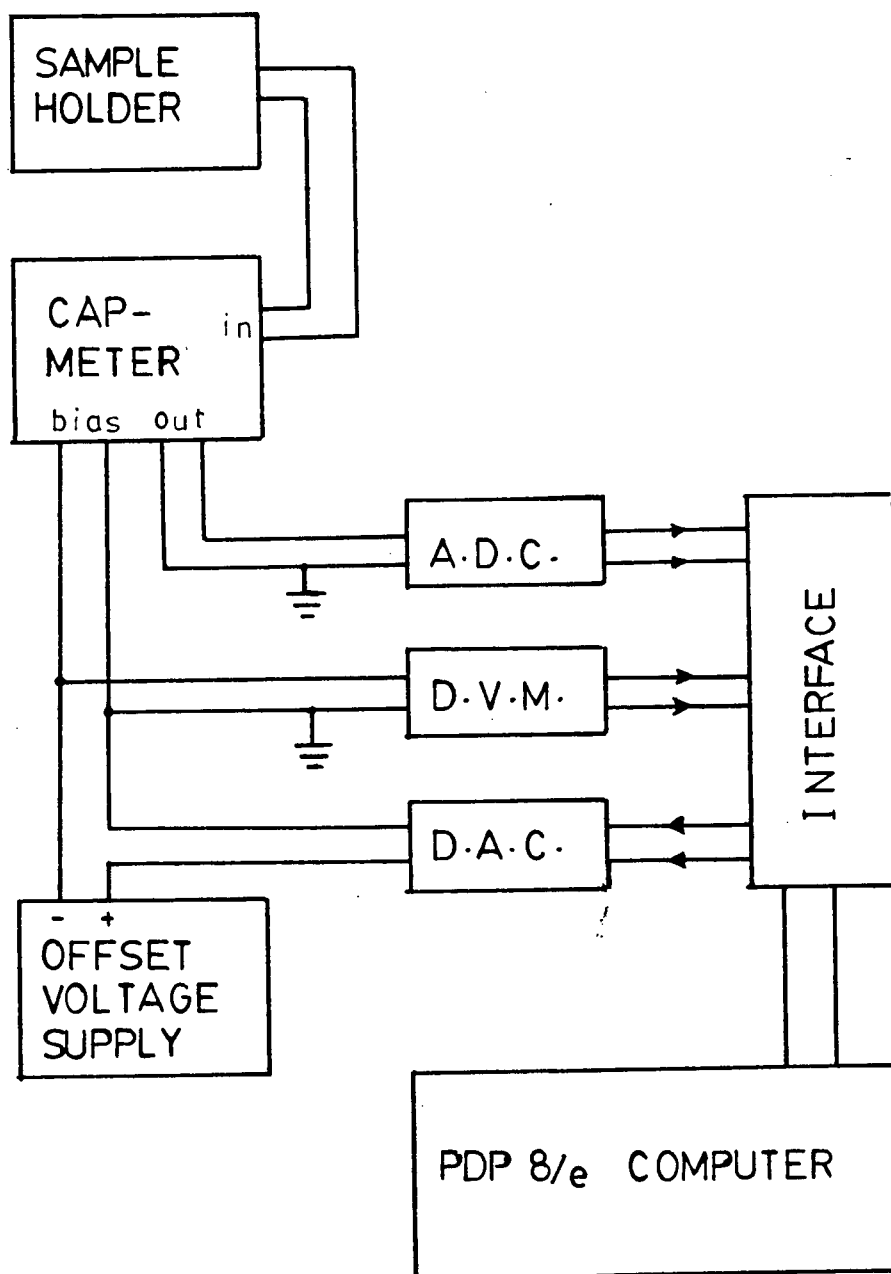 SAMPLE
HOLDER
CAP-
METER
in
bias out
A.D.C.
D.V.M.
D.A.C.
INTERFACE
- +
OFFSET
VOLTAGE
SUPPLY
PDP 8/e COMPUTER